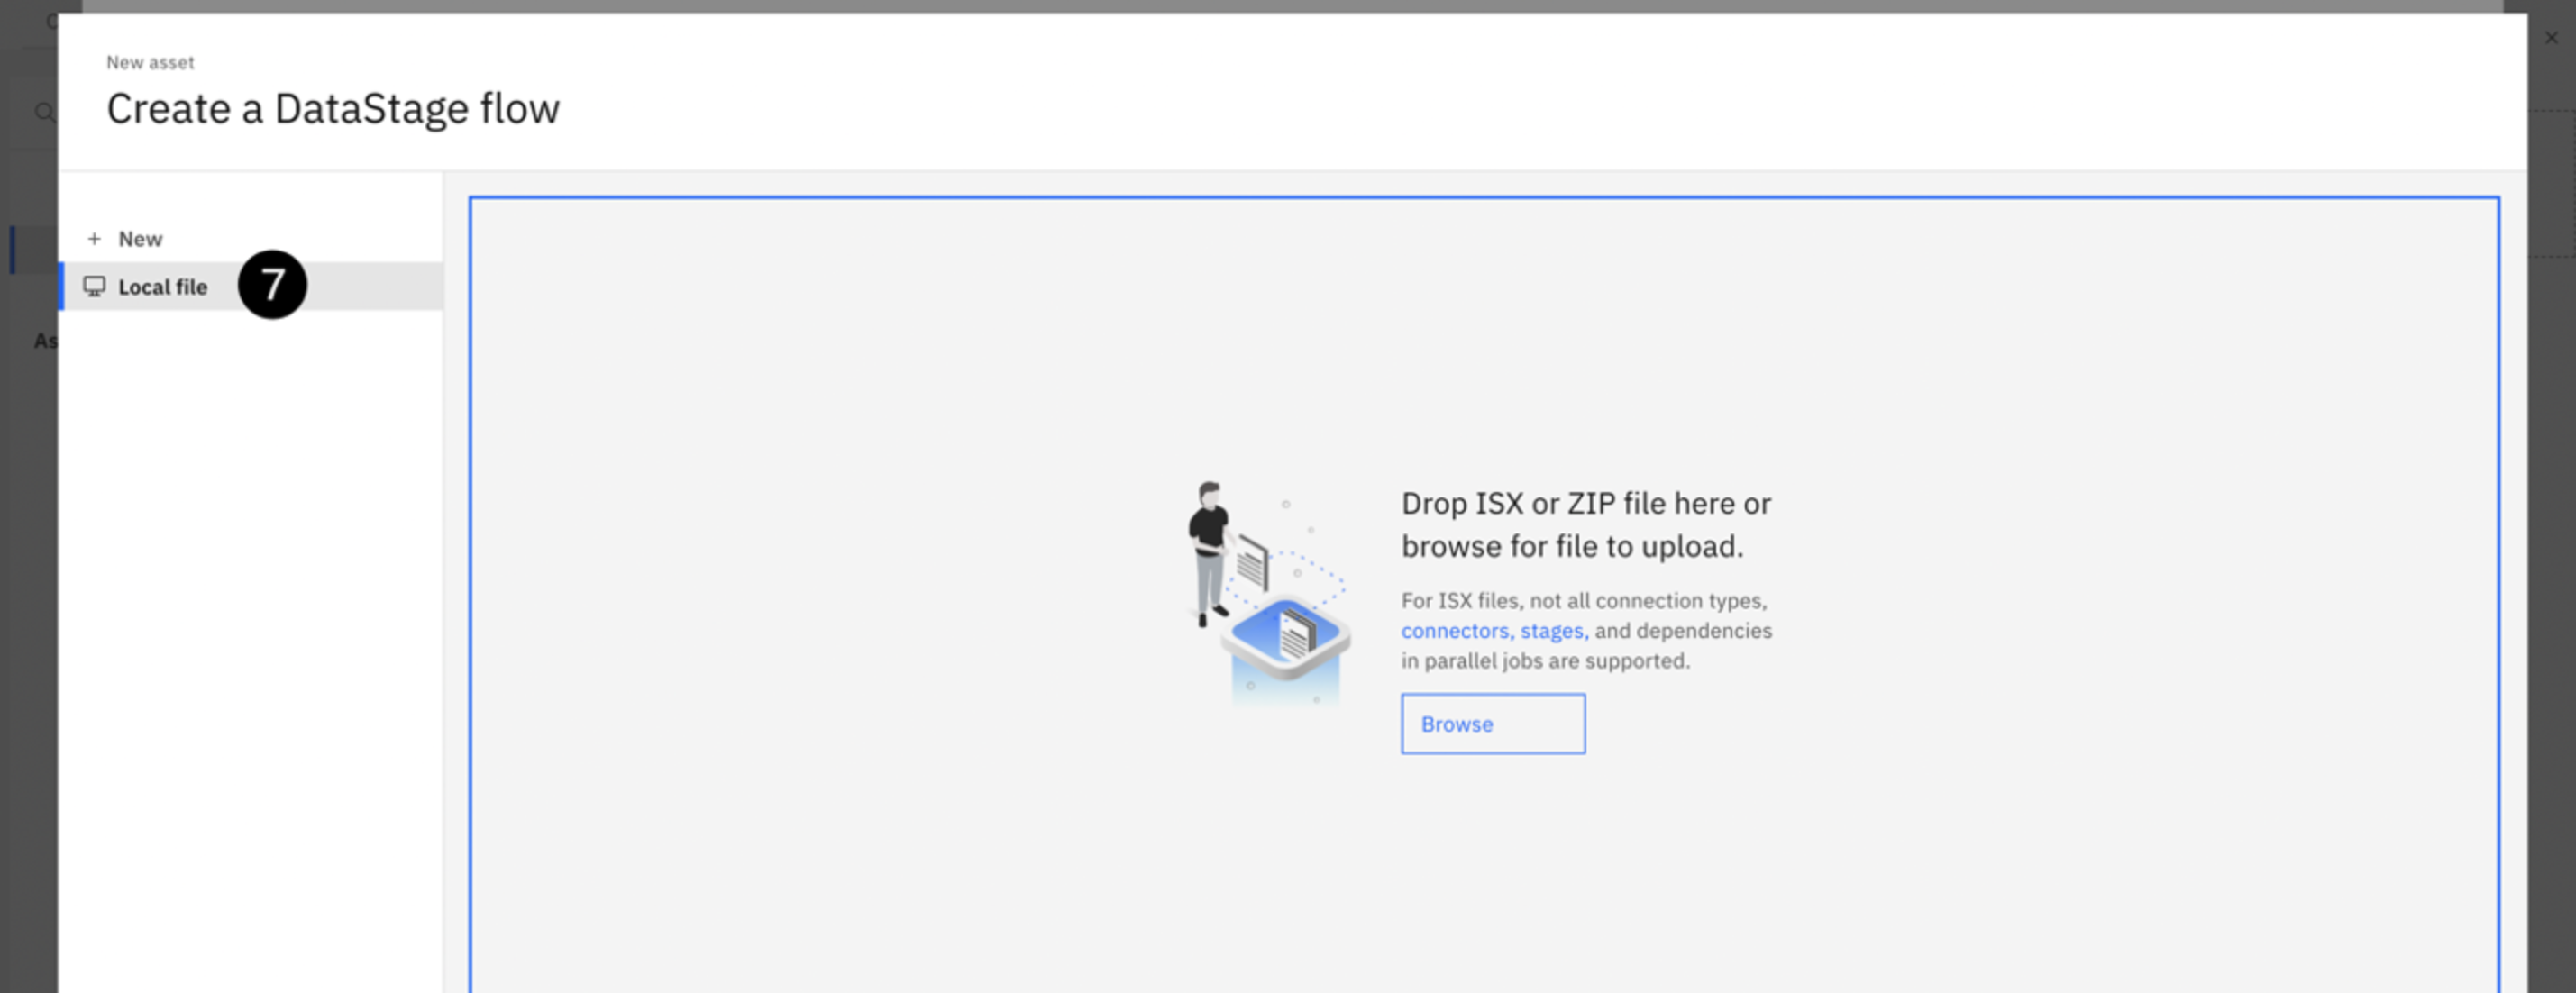 New asset
Create a DataStage flow
New
Local file
7
As
Drop ISX or ZIP file here or
browse for file to upload.
For ISX files, not all connection types,
connectors, stages, and dependencies
in parallel jobs are supported.
Browse